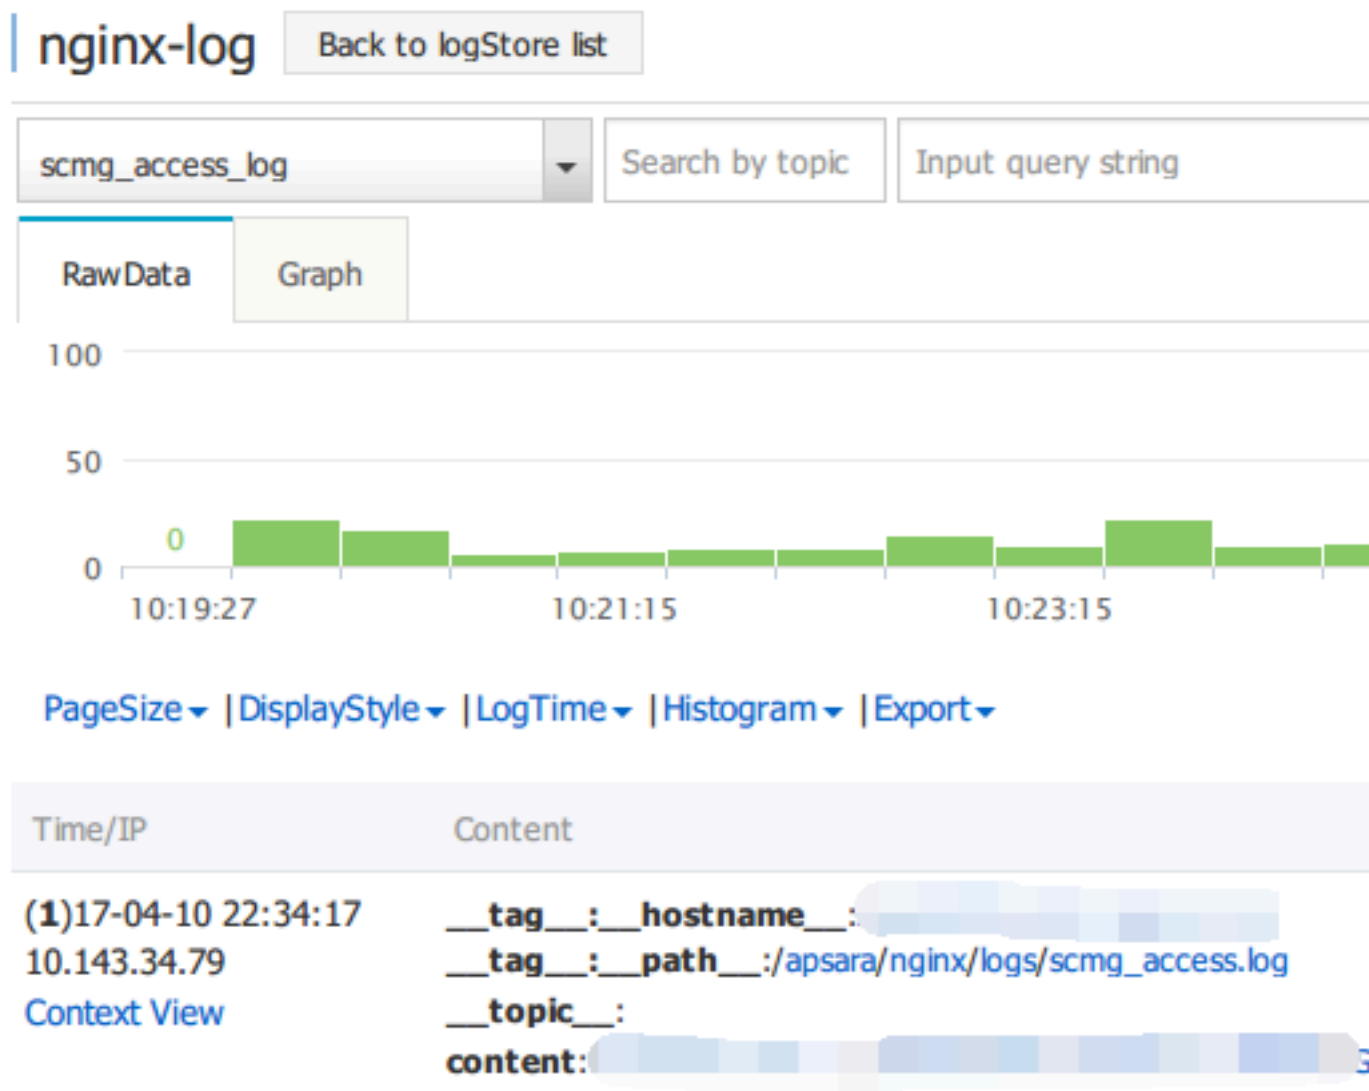 nginx-log Back to logStore list
scmg_access_log Search by topic Input query string
RawData Graph
100
50
0
0
10:19:27 10:21:15 10:23:15
PageSize |DisplayStyle |LogTime |Histogram |Export
Time/IP Content
(1)17-04-10 22:34:17 __tag__:__hostname__:
10.143.34.79 __tag__:__path__:/apsara/nginx/logs/scmg_access.log
Context View __topic__:
content: